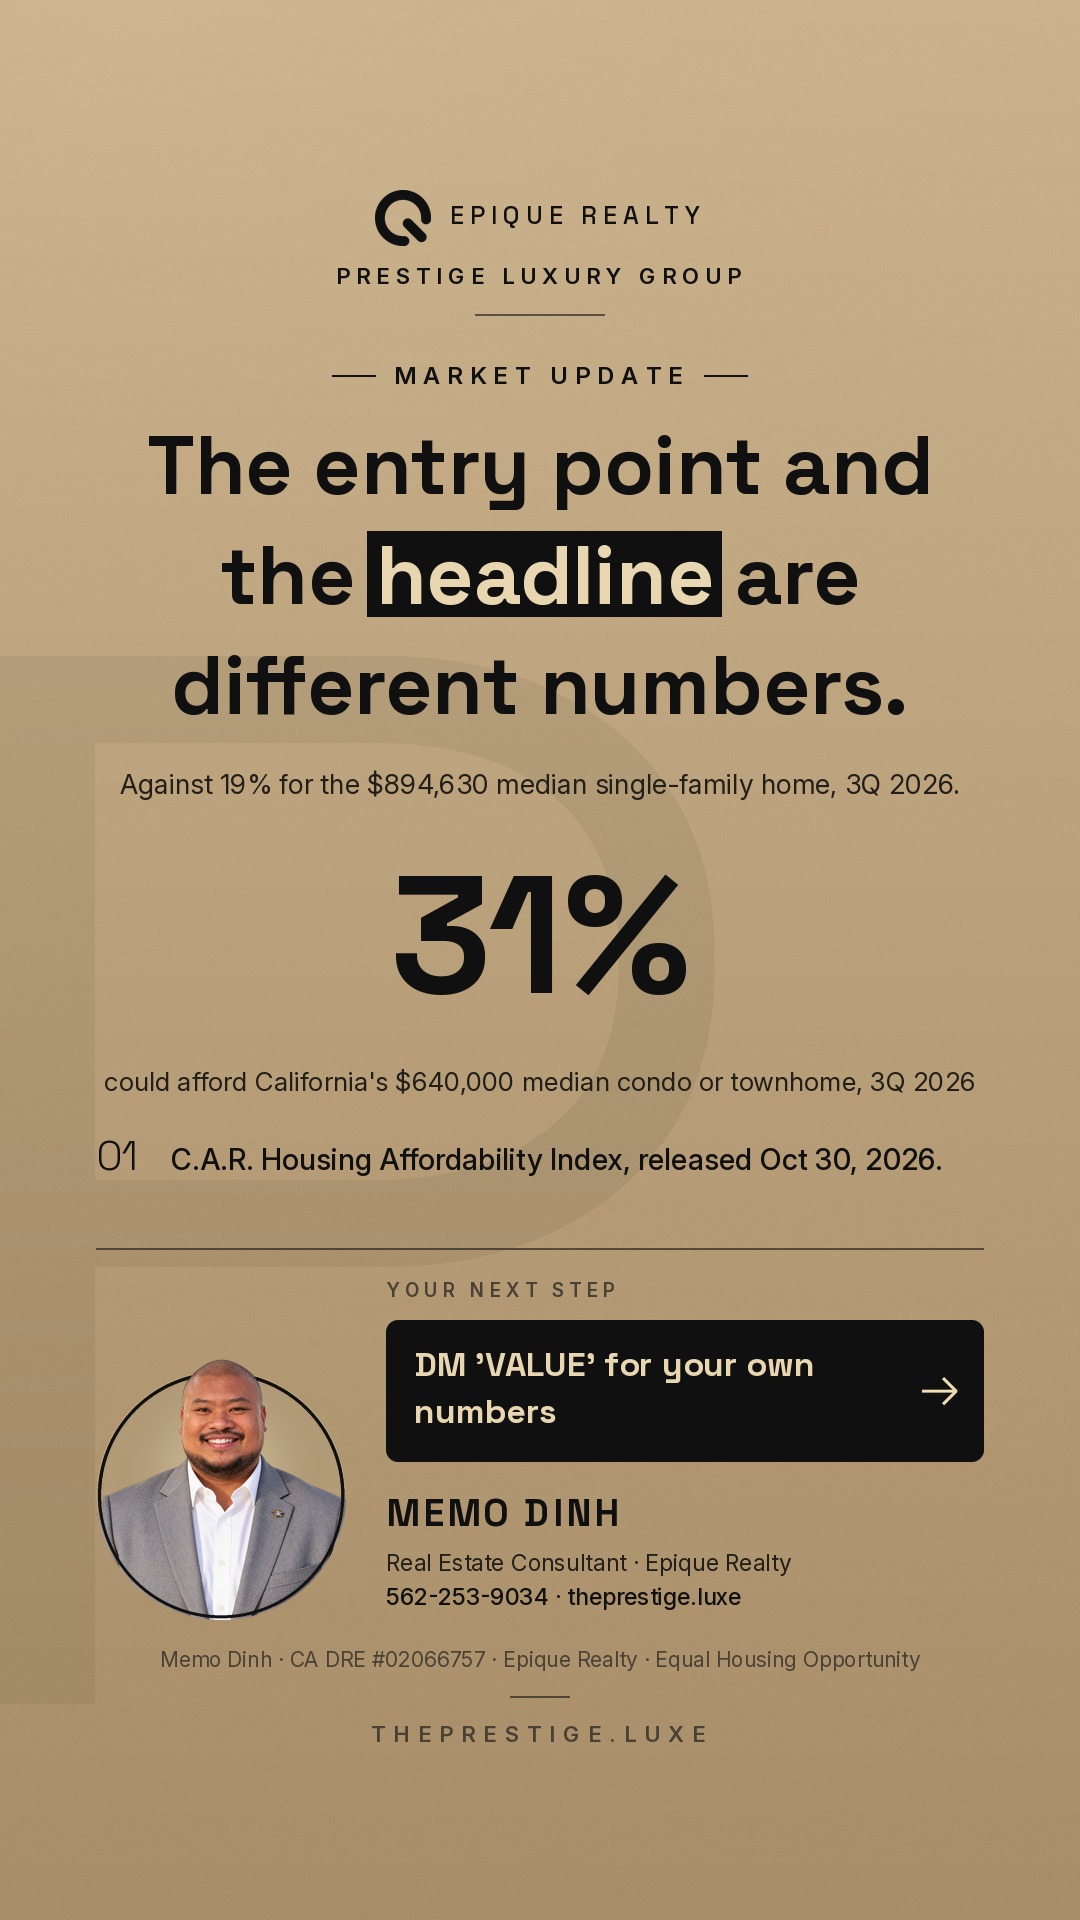 EPIQUE REALTY
PRESTIGE LUXURY GROUP
MARKET UPDATE
The entry point and
the headline are
different numbers.
Against 19% for the $894,630 median single-family home, 3Q 2026.
31%
could afford California's $640,000 median condo or townhome, 3Q 2026
01 C.A.R. Housing Affordability Index, released Oct 30, 2026.
YOUR NEXT STEP
DM ’VALUE’ for your own
numbers
MEMO DINH
Real Estate Consultant · Epique Realty
562-253-9034 · theprestige.luxe
Memo Dinh · CA DRE #02066757 · Epique Realty · Equal Housing Opportunity
THEPRESTIGE.LUXE